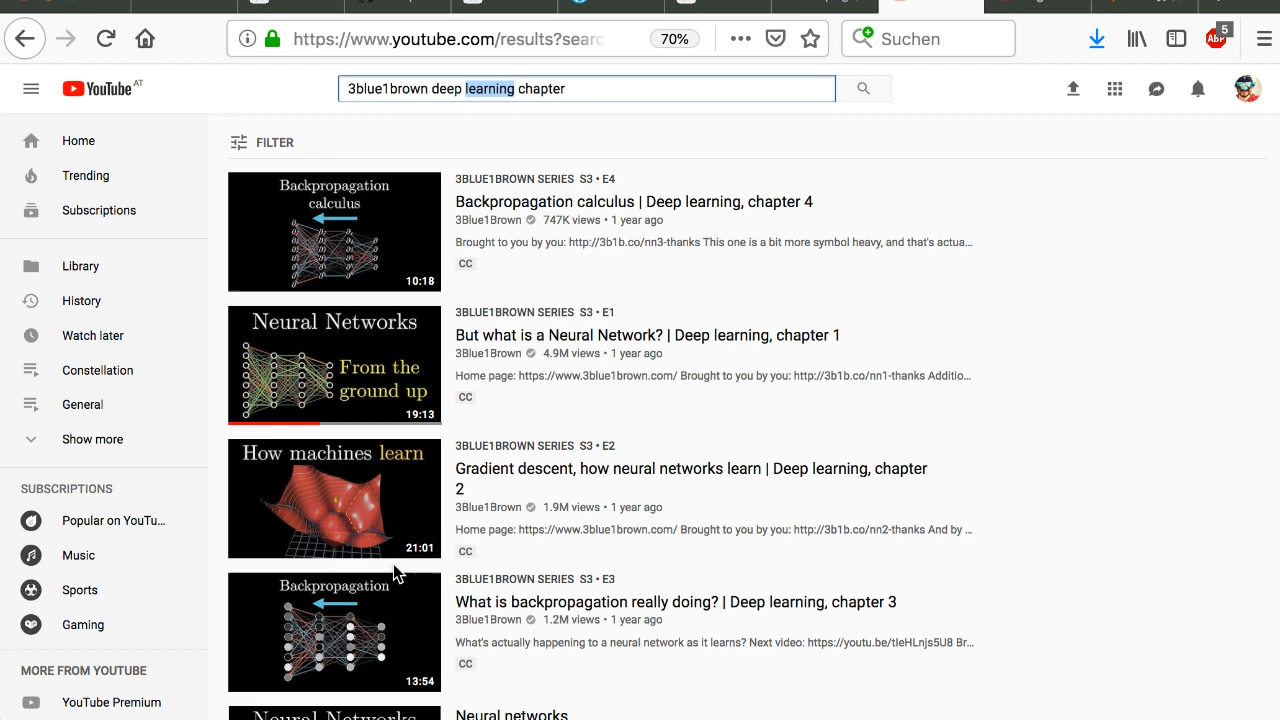 https://www.youtube.com/results?searc
70%
Suchen
ABP
5
YouTube AT
3blue1brown deep learning chapter
Home
Trending
Subscriptions
Library
History
Watch later
Constellation
General
Show more
SUBSCRIPTIONS
Popular on YouTu...
Music
Sports
Gaming
MORE FROM YOUTUBE
YouTube Premium
FILTER
Backpropagation
calculus
10:18
3BLUE1BROWN SERIES S3 • E4
Backpropagation calculus | Deep learning, chapter 4
3Blue1Brown 747K views • 1 year ago
Brought to you by you: http://3b1b.co/nn3-thanks This one is a bit more symbol heavy, and that's actua...
CC
Neural Networks
From the
ground up
19:13
3BLUE1BROWN SERIES S3 • E1
But what is a Neural Network? | Deep learning, chapter 1
3Blue1Brown 4.9M views • 1 year ago
Home page: https://www.3blue1brown.com/ Brought to you by you: http://3b1b.co/nn1-thanks Additio...
CC
How machines learn
21:01
3BLUE1BROWN SERIES S3 • E2
Gradient descent, how neural networks learn | Deep learning, chapter
2
3Blue1Brown 1.9M views • 1 year ago
Home page: https://www.3blue1brown.com/ Brought to you by you: http://3b1b.co/nn2-thanks And by ...
CC
Backpropagation
13:54
3BLUE1BROWN SERIES S3 • E3
What is backpropagation really doing? | Deep learning, chapter 3
3Blue1Brown 1.2M views • 1 year ago
What's actually happening to a neural network as it learns? Next video: https://youtu.be/tIeHLnjs5U8 Br...
CC
Neural Networks
Neural networks